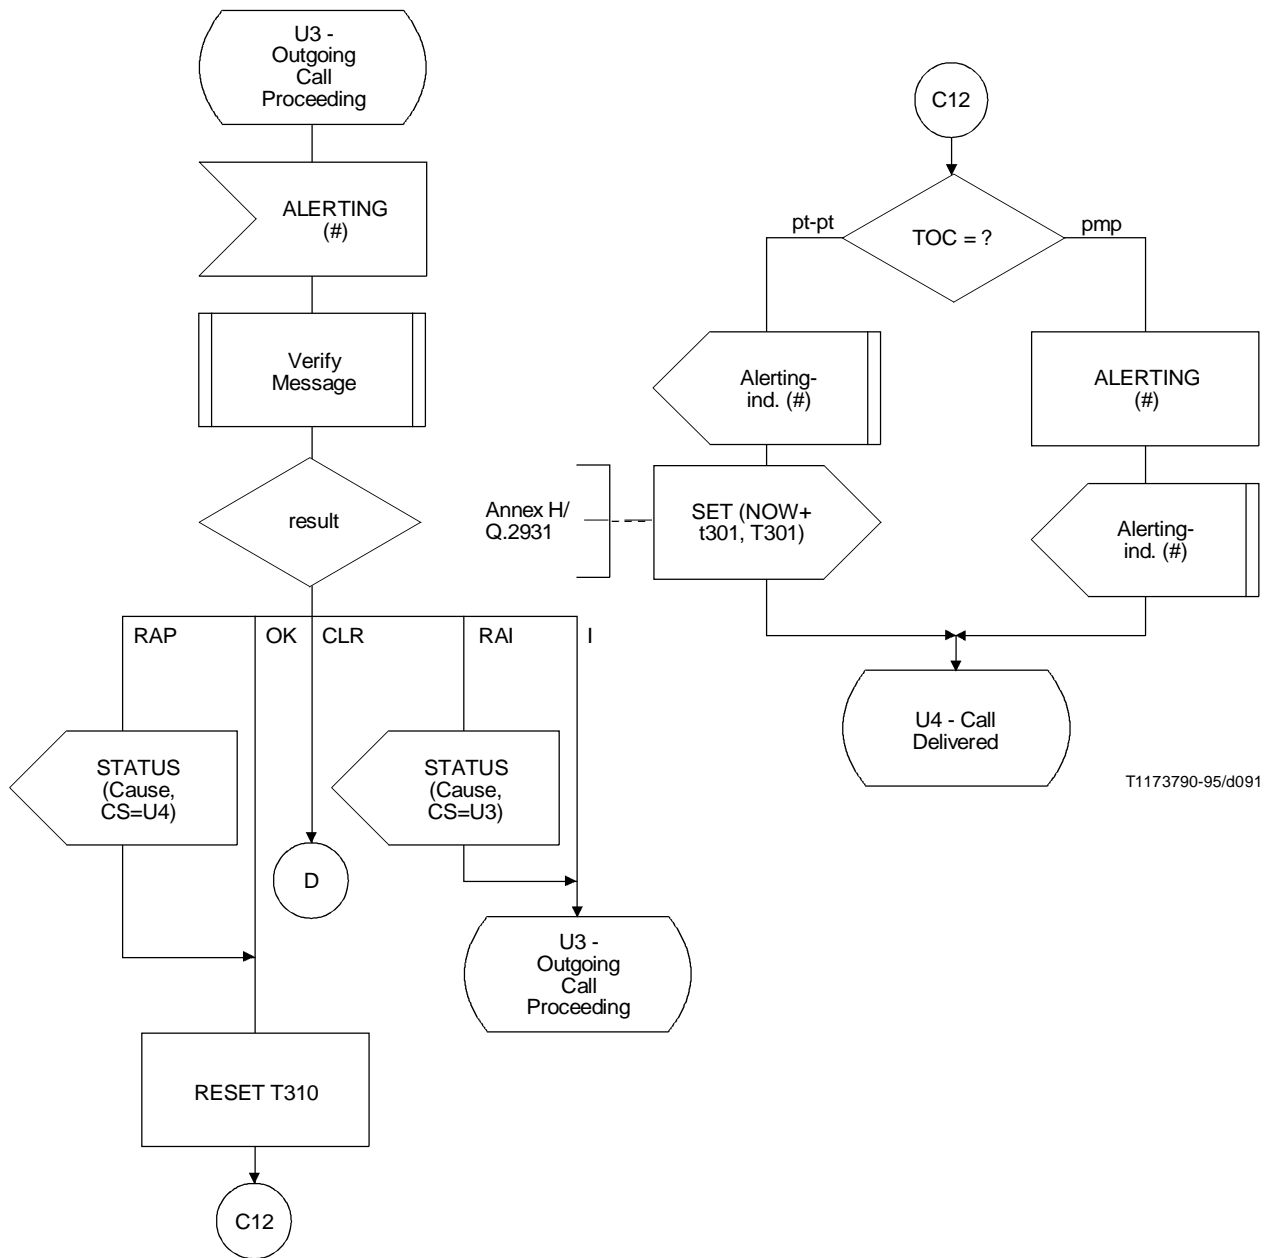 U3 -
Outgoing
Call
Proceeding
ALERTING
(#)
Verify
Message
result
RAP
OK
CLR
RAI
I
STATUS
(Cause,
CS=U4)
STATUS
(Cause,
CS=U3)
D
U3 -
Outgoing
Call
Proceeding
RESET T310
C12
C12
TOC = ?
pt-pt
pmp
Alerting-
ind. (#)
ALERTING
(#)
Annex H/
Q.2931
SET (NOW+
t301, T301)
Alerting-
ind. (#)
U4 - Call
Delivered
T1173790-95/d091